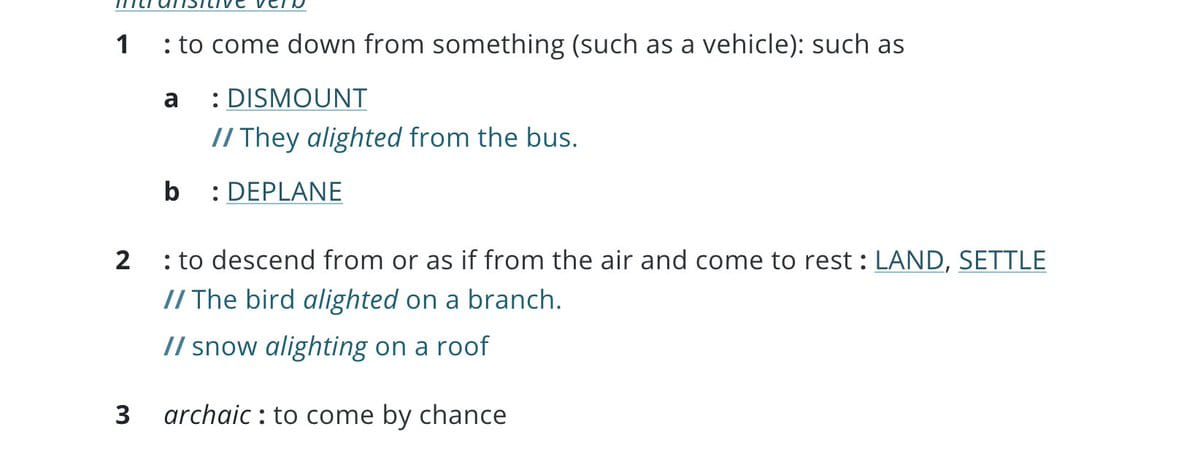 intransitive verb
1 : to come down from something (such as a vehicle): such as
a : DISMOUNT
// They alighted from the bus.
b : DEPLANE
2 : to descend from or as if from the air and come to rest : LAND, SETTLE
// The bird alighted on a branch.
// snow alighting on a roof
3 archaic : to come by chance